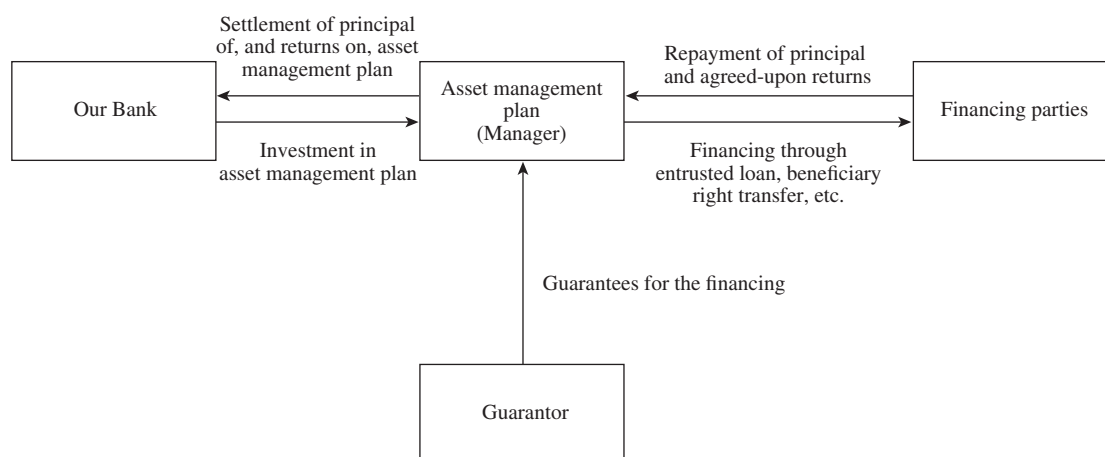 Settlement of principal
of, and returns on, asset
management plan
Repayment of principal
and agreed-upon returns
Our Bank
Asset management
plan
(Manager)
Financing parties
Investment in
asset management plan
Financing through
entrusted loan, beneficiary
right transfer, etc.
Guarantees for the financing
Guarantor